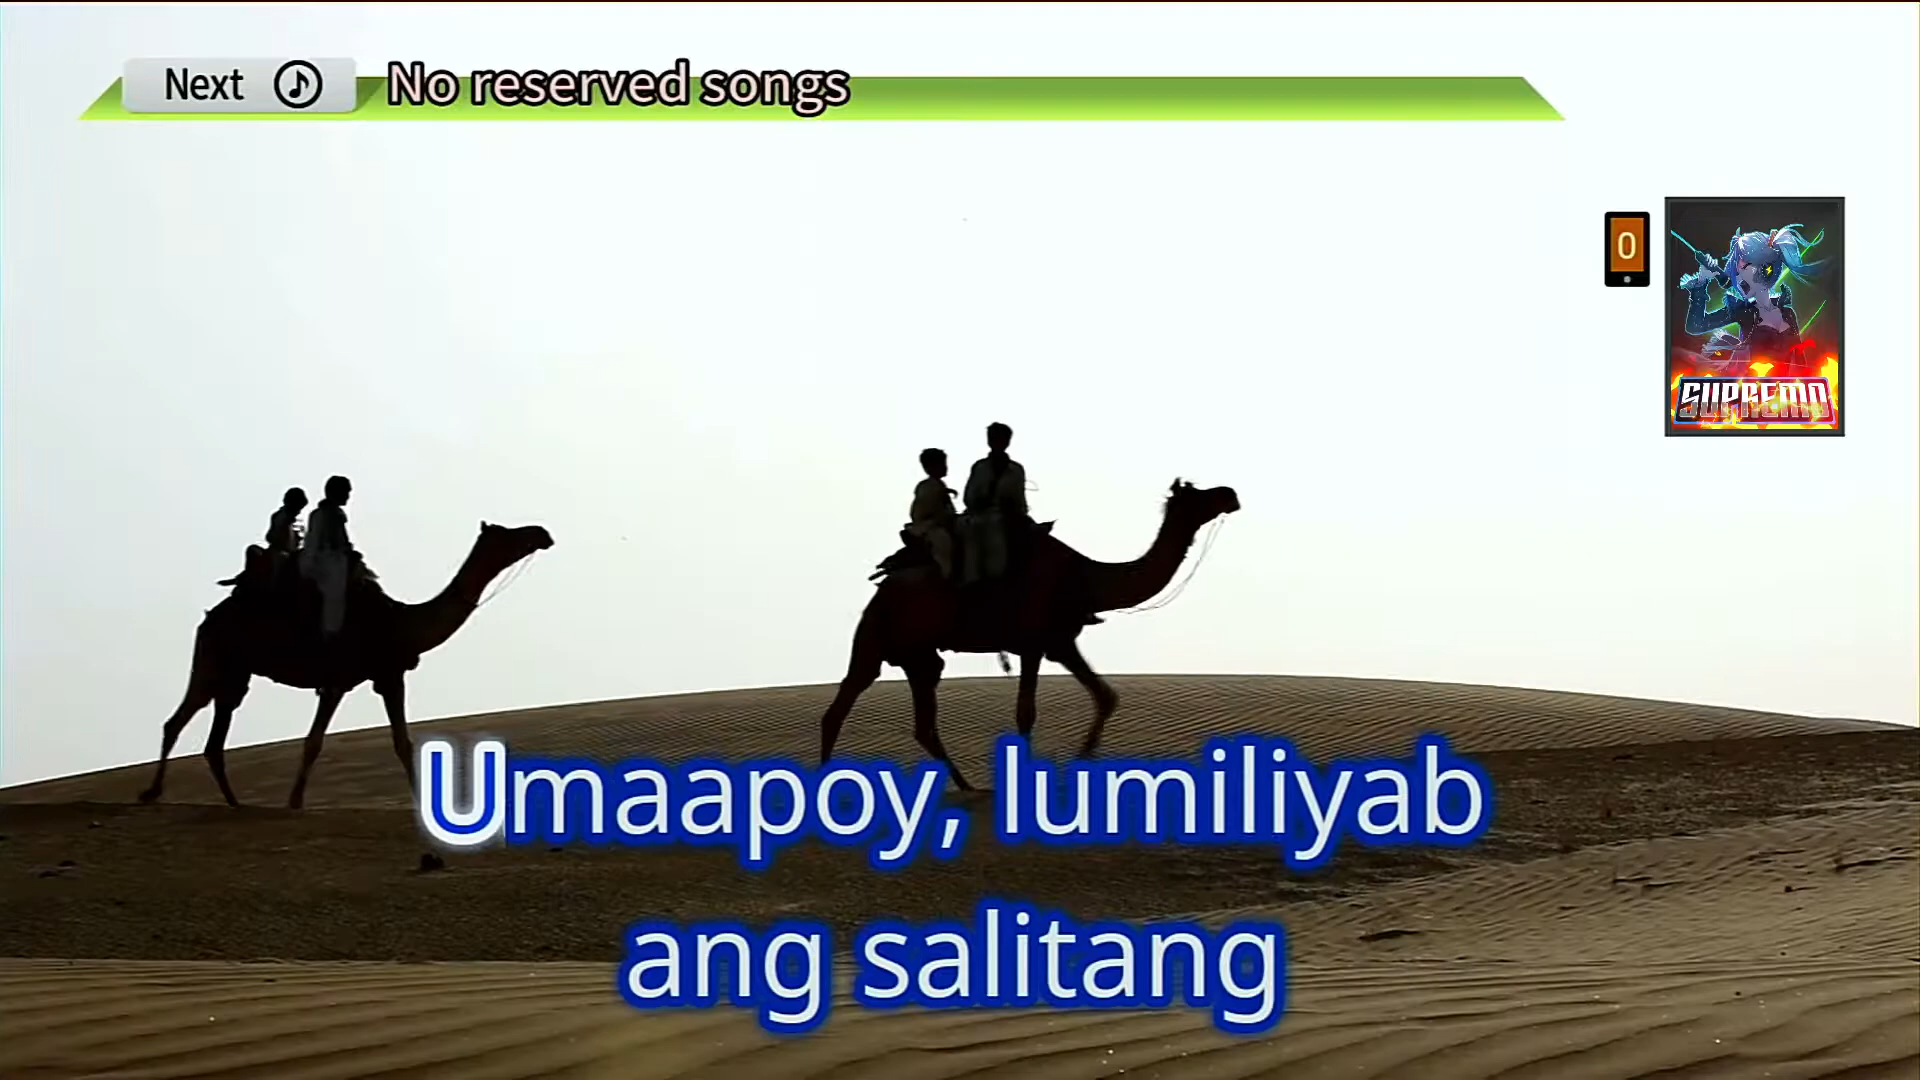 Next
No reserved songs
0
SUPREMO
Umaapoy, lumiliyab
ang salitang